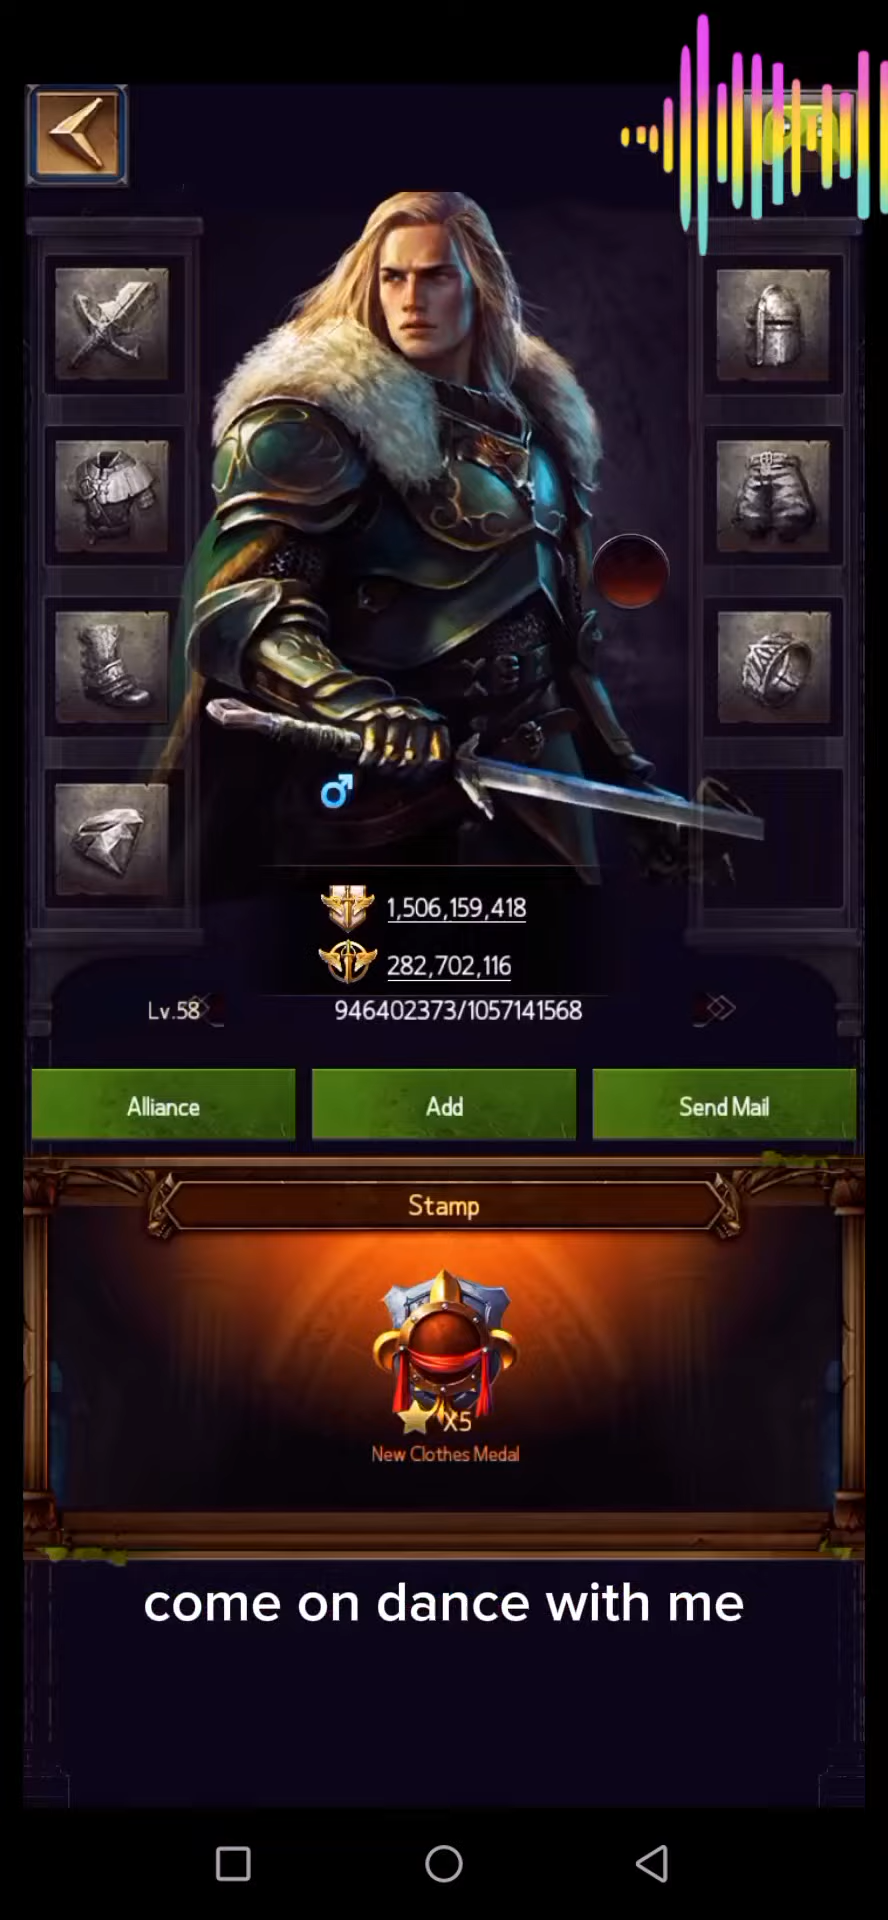 1,506,159,418
282,702,116
Lv.58 946402373/1057141568
Alliance Add Send Mail
Stamp
X5
New Clothes Medal
come on dance with me